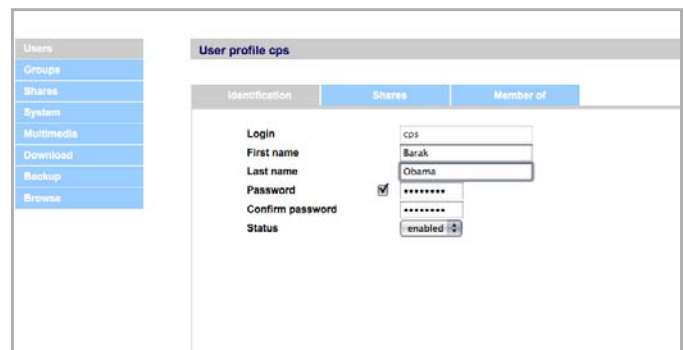 Users
Groups
Shares
System
Multimedia
Download
Backup
Browse
User profile cps
Identification Shares Member of
Login cps
First name Barak
Last name Obama
Password ••••••••
Confirm password ••••••••
Status enabled